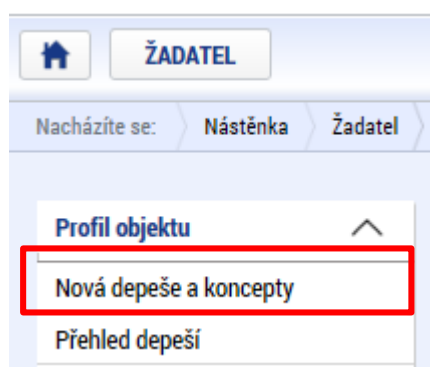 ŽADATEL
Nacházíte se: Nástěnka Žadatel
Profil objektu
Nová depeše a koncepty
Přehled depeší